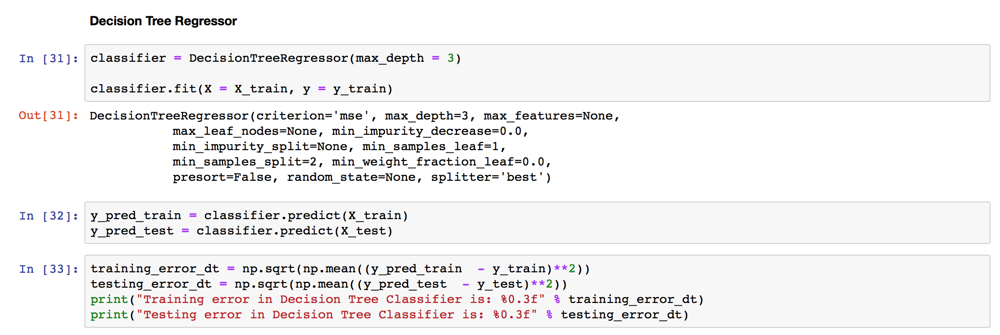 Decision Tree Regressor
In [31]: classifier = DecisionTreeRegressor(max_depth = 3)
classifier.fit(X = X_train, y = y_train)
Out[31]: DecisionTreeRegressor(criterion='mse', max_depth=3, max_features=None,
max_leaf_nodes=None, min_impurity_decrease=0.0,
min_impurity_split=None, min_samples_leaf=1,
min_samples_split=2, min_weight_fraction_leaf=0.0,
presort=False, random_state=None, splitter='best')
In [32]: y_pred_train = classifier.predict(X_train)
y_pred_test = classifier.predict(X_test)
In [33]: training_error_dt = np.sqrt(np.mean((y_pred_train  - y_train)**2))
testing_error_dt = np.sqrt(np.mean((y_pred_test  - y_test)**2))
print("Training error in Decision Tree Classifier is: %0.3f" % training_error_dt)
print("Testing error in Decision Tree Classifier is: %0.3f" % testing_error_dt)